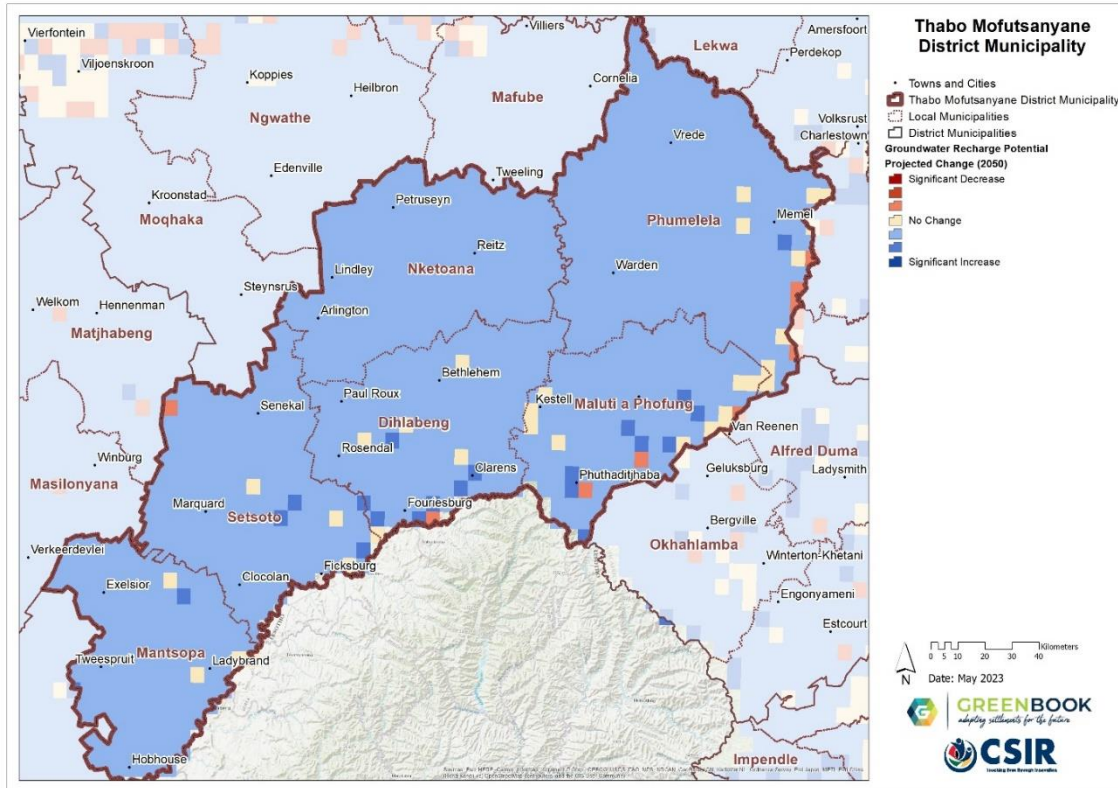 Thabo Mofutsanyane
District Municipality
Towns and Cities
Thabo Mofutsanyane District Municipality
Local Municipalities
District Municipalities
Groundwater Recharge Potential
Projected Change (2050)
Significant Decrease
No Change
Significant Increase
Vierfontein
Viljoenskroon
Koppies
Heilbron
Ngwathe
Edenville
Kroonstad
Moqhaka
Villiers
Mafube
Cornelia
Tweeling
Lekwa
Amersfoort
Perdekop
Volksrust
Charlestown
Vrede
Phumelela
Memel
Warden
Petruseyn
Reitz
Nketoana
Lindley
Arlington
Steynsrus
Welkom
Hennenman
Matjhabeng
Winburg
Masilonyana
Verkeerdevlei
Senekal
Marquard
Setsoto
Clocolan
Ficksburg
Bethlehem
Paul Roux
Dihlabeng
Rosendal
Clarens
Fouriesburg
Kestell
Maluti a Phofung
Phuthaditjhaba
Van Reenen
Alfred Duma
Ladysmith
Geluksburg
Bergville
Okhahlamba
Winterton-Khetani
Engonyameni
Estcourt
Impendle
Exelsior
Mantsopa
Tweespruit
Ladybrand
Hobhouse
Kilometers
0 5 10 20 30 40
N
Date: May 2023
GREENBOOK
adapting settlements for the future
CSIR
Touching lives through innovation